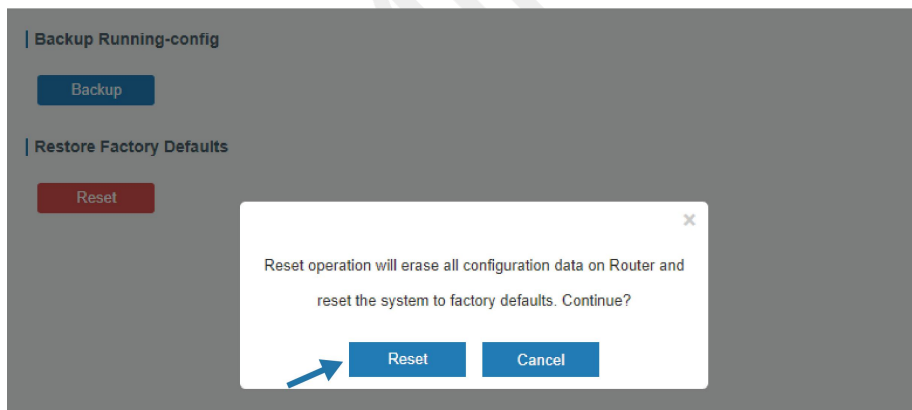 Backup Running-config
Backup
Restore Factory Defaults
Reset
×
Reset operation will erase all configuration data on Router and
reset the system to factory defaults. Continue?
Reset Cancel